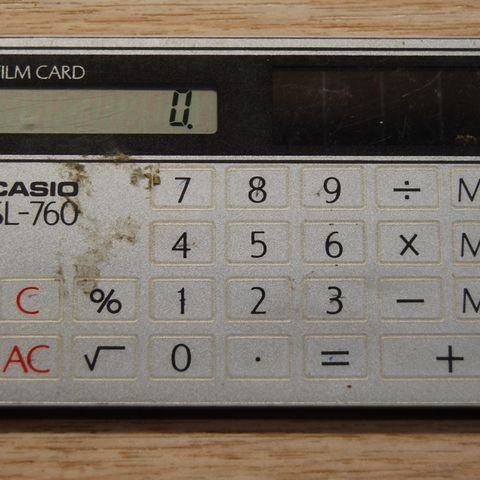 FILM CARD
0.
CASIO
SL-760
7 8 9 ÷ M
4 5 6 × M
C % 1 2 3 − M
AC √ 0 · = +